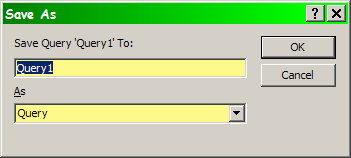 Save As
Save Query 'Query1' To:
OK
Query1
Cancel
As
Query